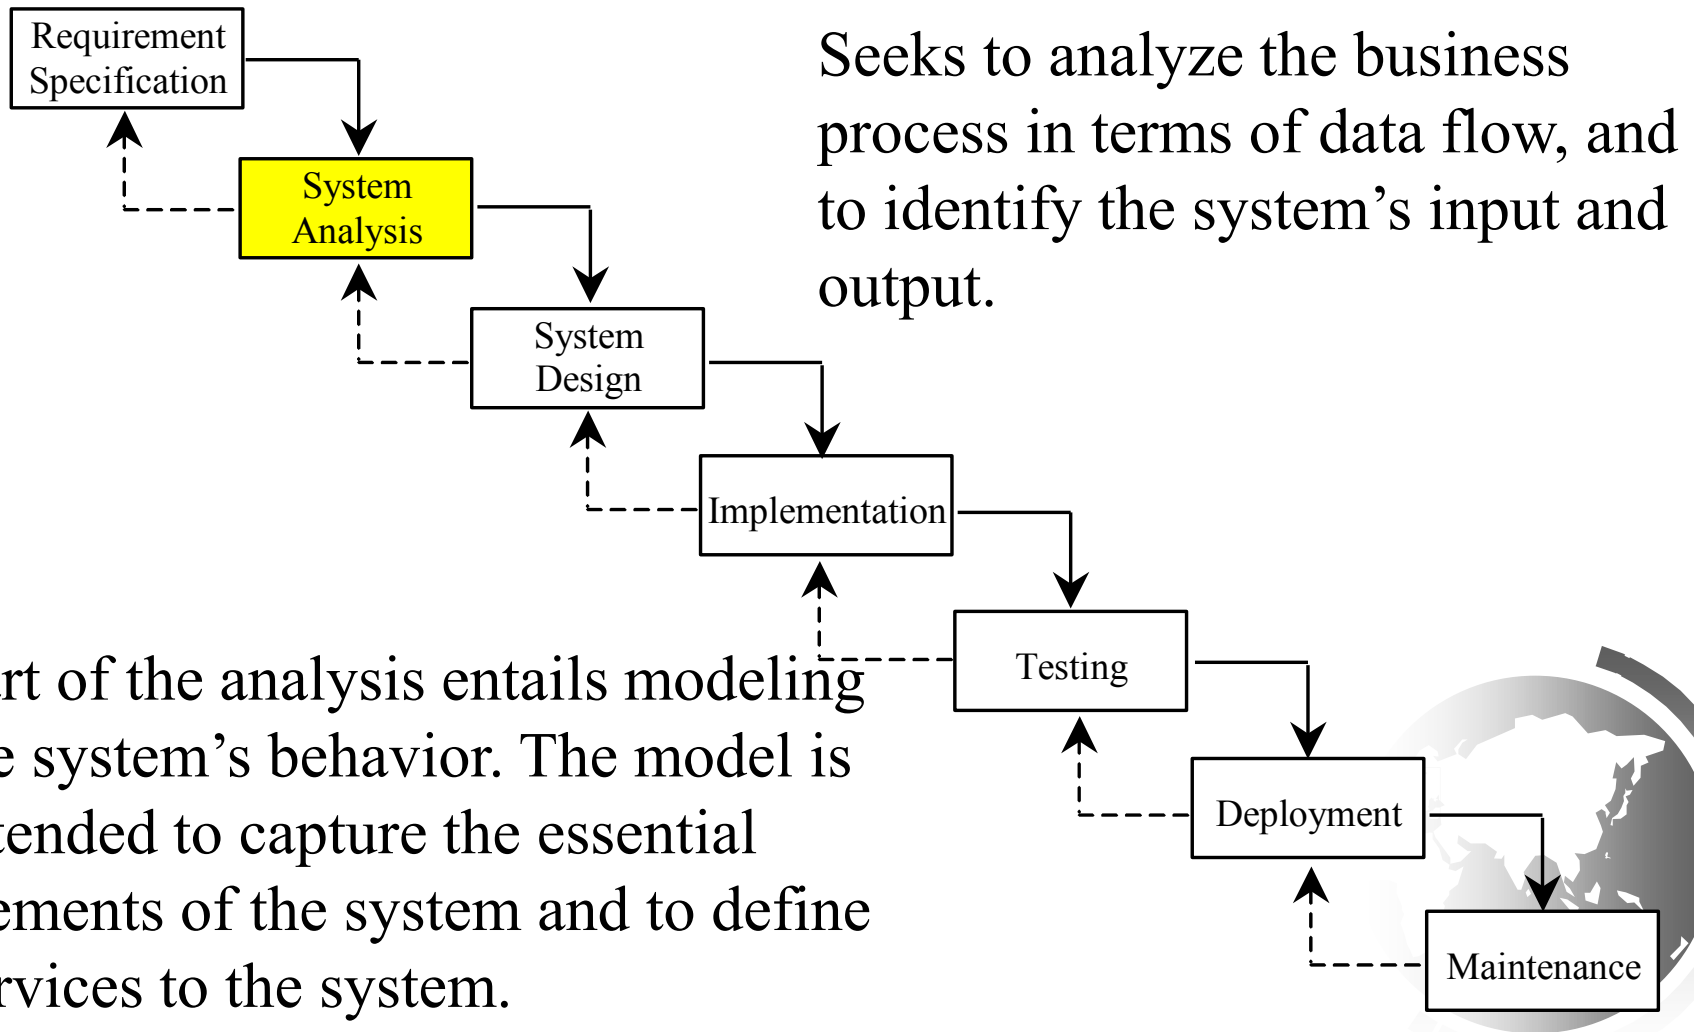 Requirement
Specification
Seeks to analyze the business
process in terms of data flow, and
to identify the system’s input and
output.
System
Analysis
System
Design
Implementation
Testing
Deployment
Maintenance
rt of the analysis entails modeling
e system’s behavior. The model is
tended to capture the essential
ements of the system and to define
rvices to the system.